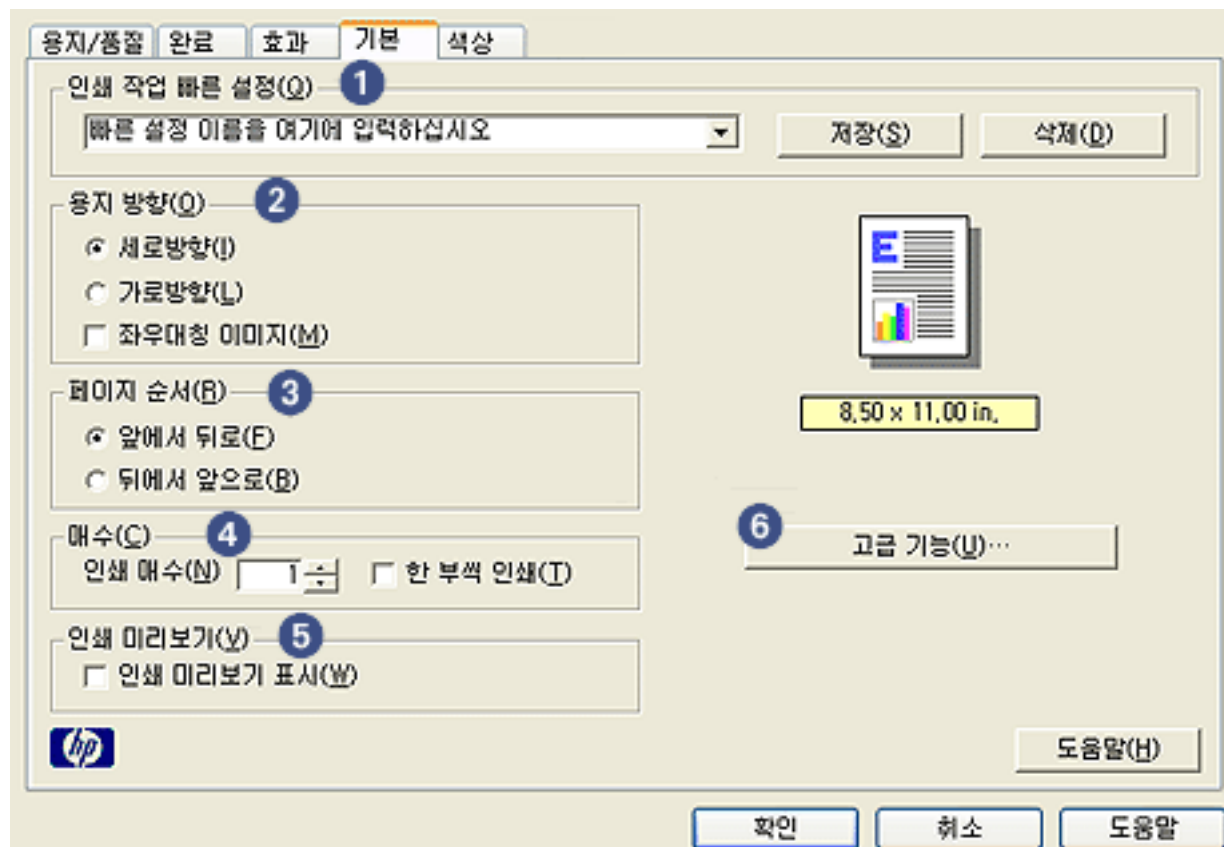 용지/품질 완료 효과 기본 색상
인쇄 작업 빠른 설정(Q) 1
빠른 설정 이름을 여기에 입력하십시오 저장(S) 삭제(D)
용지 방향(O) 2
세로방향(I)
가로방향(L)
좌우대칭 이미지(M)
E
페이지 순서(R) 3
앞에서 뒤로(F)
뒤에서 앞으로(B)
8,50 x 11,00 in,
매수(C) 4
인쇄 매수(N) 1 한 부씩 인쇄(T)
6 고급 기능(U)...
인쇄 미리보기(V) 5
인쇄 미리보기 표시(W)
hp
도움말(H)
확인 취소 도움말